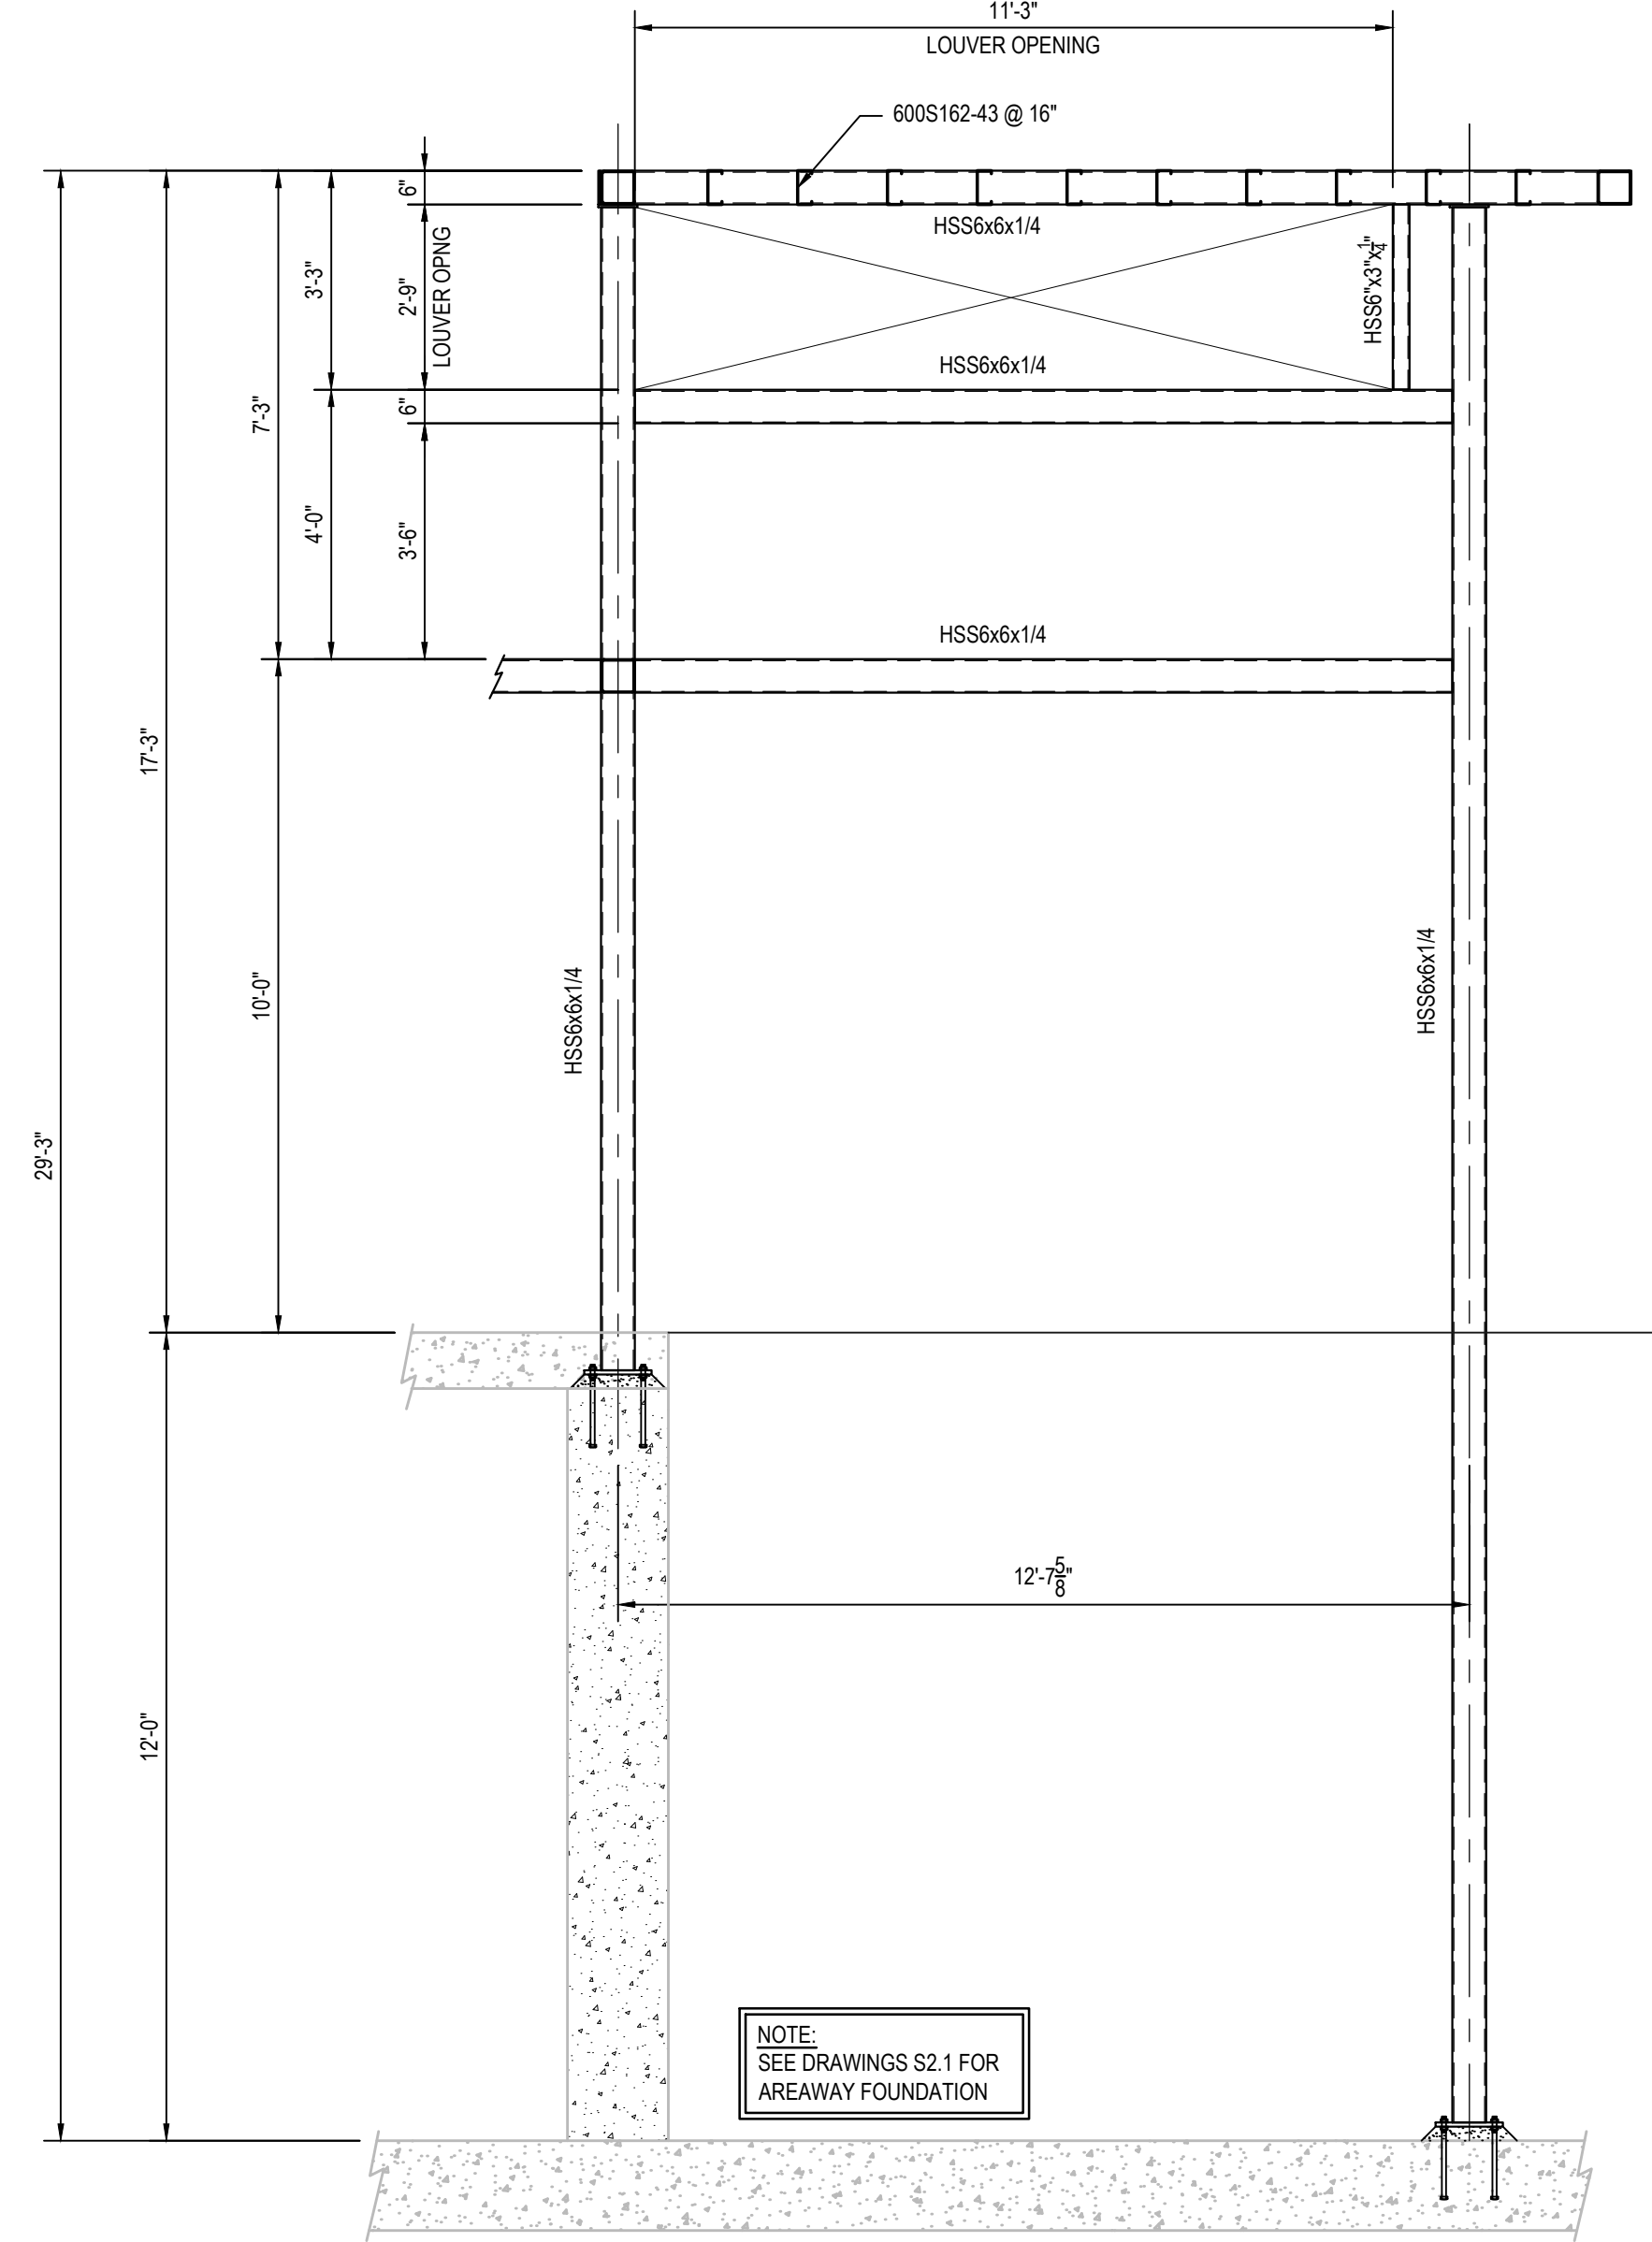 11'-3"
LOUVER OPENING
600S162-43 @ 16"
6"
HSS6x6x1/4
LOUVER OPNG
2'-9"
3'-3"
HSS6"x3"x1/4"
HSS6x6x1/4
6"
7'-3"
4'-0"
3'-6"
HSS6x6x1/4
17'-3"
10'-0"
HSS6x6x1/4
HSS6x6x1/4
29'-3"
12'-7 5/8"
12'-0"
NOTE:
SEE DRAWINGS S2.1 FOR
AREAWAY FOUNDATION